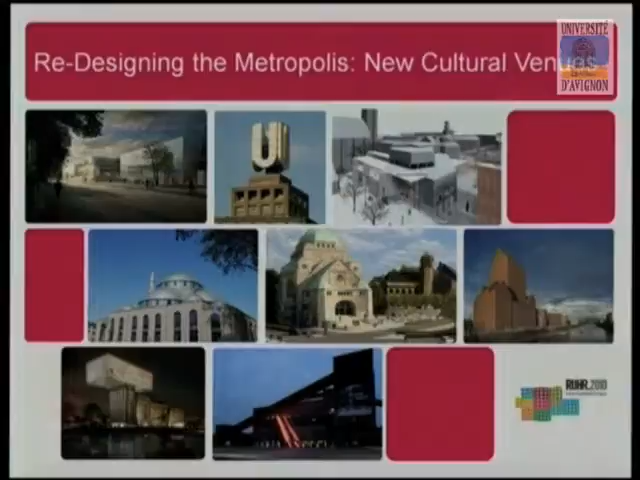 Re-Designing the Metropolis: New Cultural Venues
UNIVERSITÉ
D'AVIGNON
U
RUHR.2010